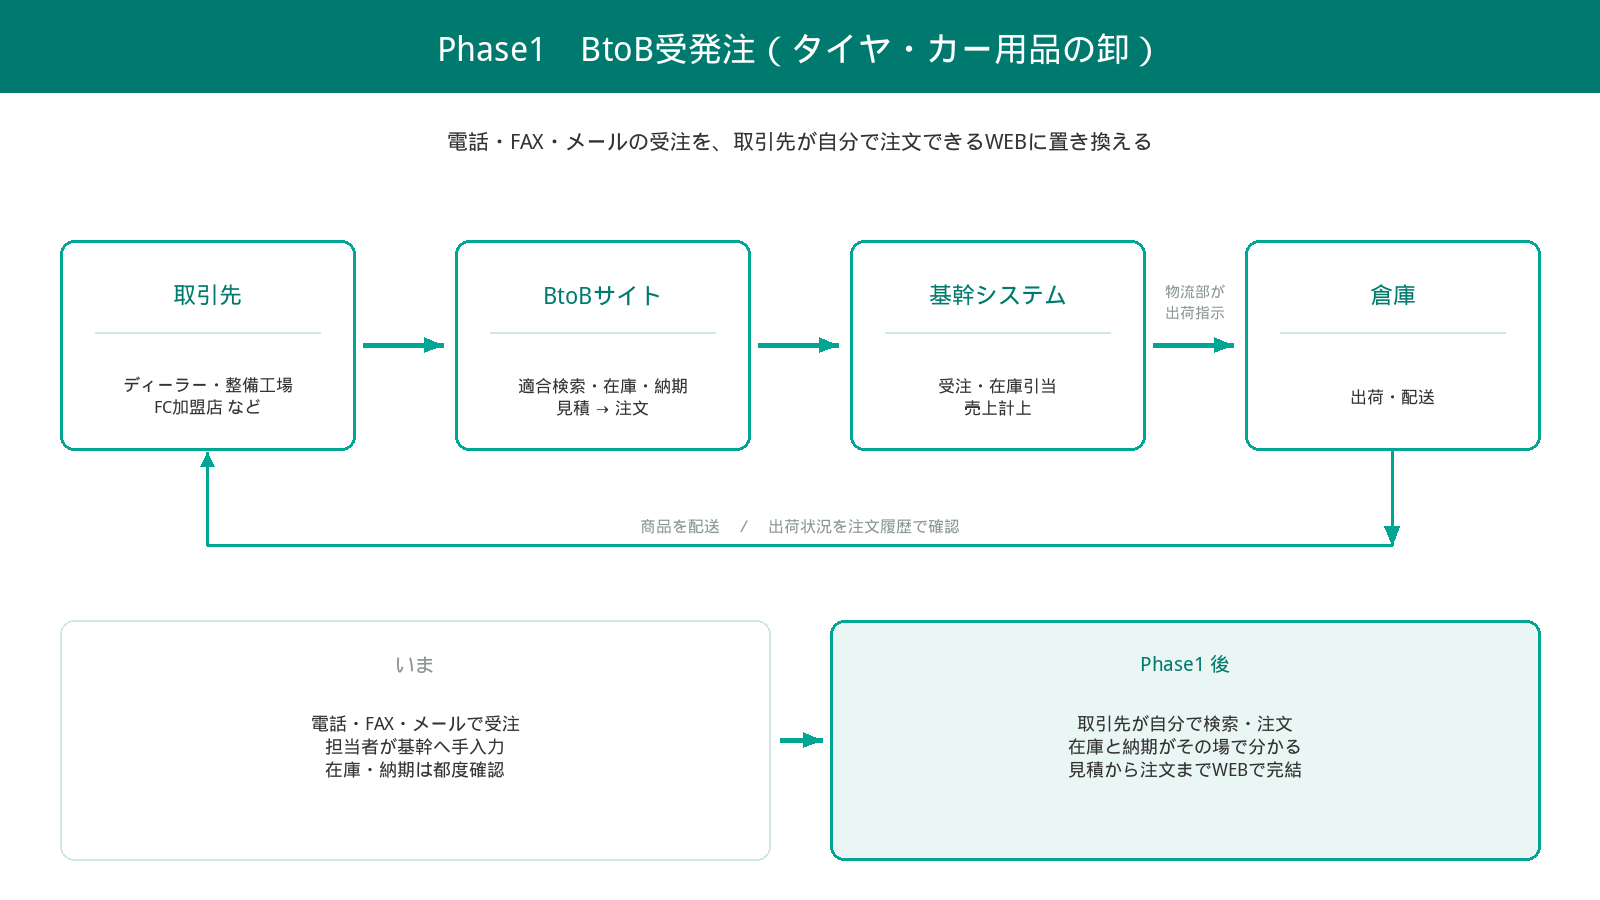 Phase1　BtoB受発注（タイヤ・カー用品の卸）
電話・FAX・メールの受注を、取引先が自分で注文できるWEBに置き換える
取引先
ディーラー・整備工場
FC加盟店 など
BtoBサイト
適合検索・在庫・納期
見積 → 注文
基幹システム
受注・在庫引当
売上計上
物流部が
出荷指示
倉庫
出荷・配送
商品を配送　/　出荷状況を注文履歴で確認
いま
電話・FAX・メールで受注
担当者が基幹へ手入力
在庫・納期は都度確認
Phase1 後
取引先が自分で検索・注文
在庫と納期がその場で分かる
見積から注文までWEBで完結